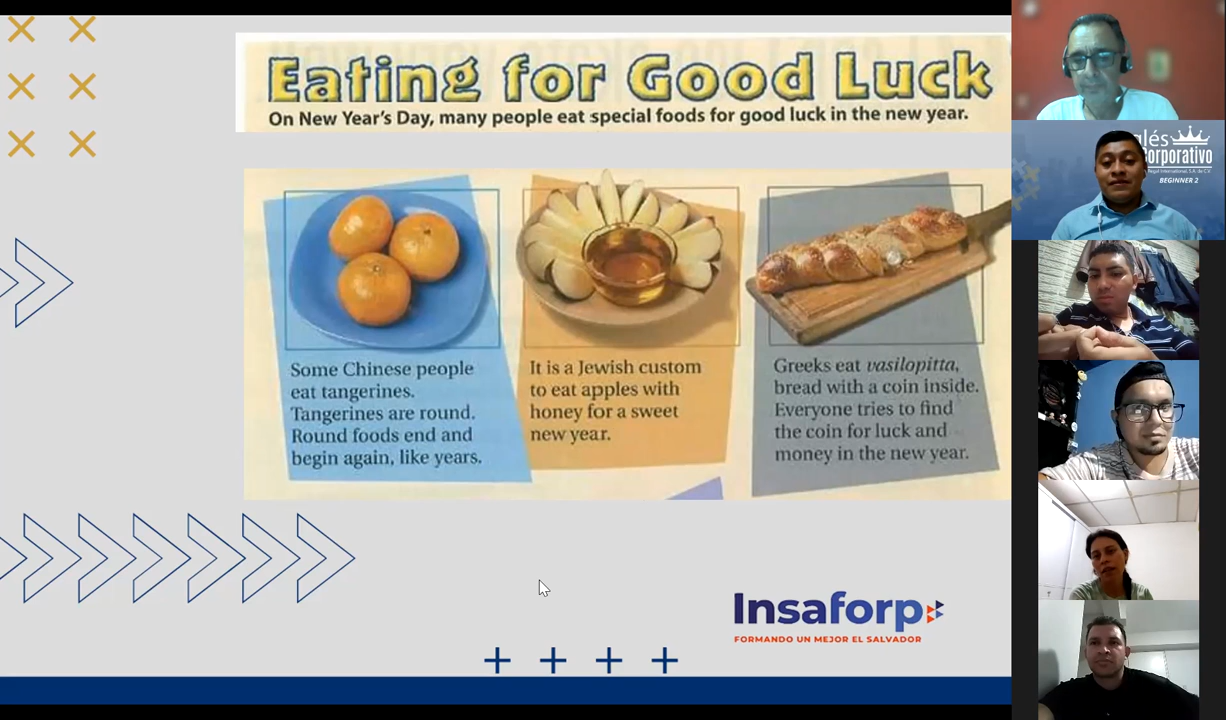 Eating for Good Luck
On New Year's Day, many people eat special foods for good luck in the new year.
Some Chinese people
eat tangerines.
Tangerines are round.
Round foods end and
begin again, like years.
It is a Jewish custom
to eat apples with
honey for a sweet
new year.
Greeks eat vasilopitta,
bread with a coin inside.
Everyone tries to find
the coin for luck and
money in the new year.
Insaforp
FORMANDO UN MEJOR EL SALVADOR
Corporativo
BEGINNER 2